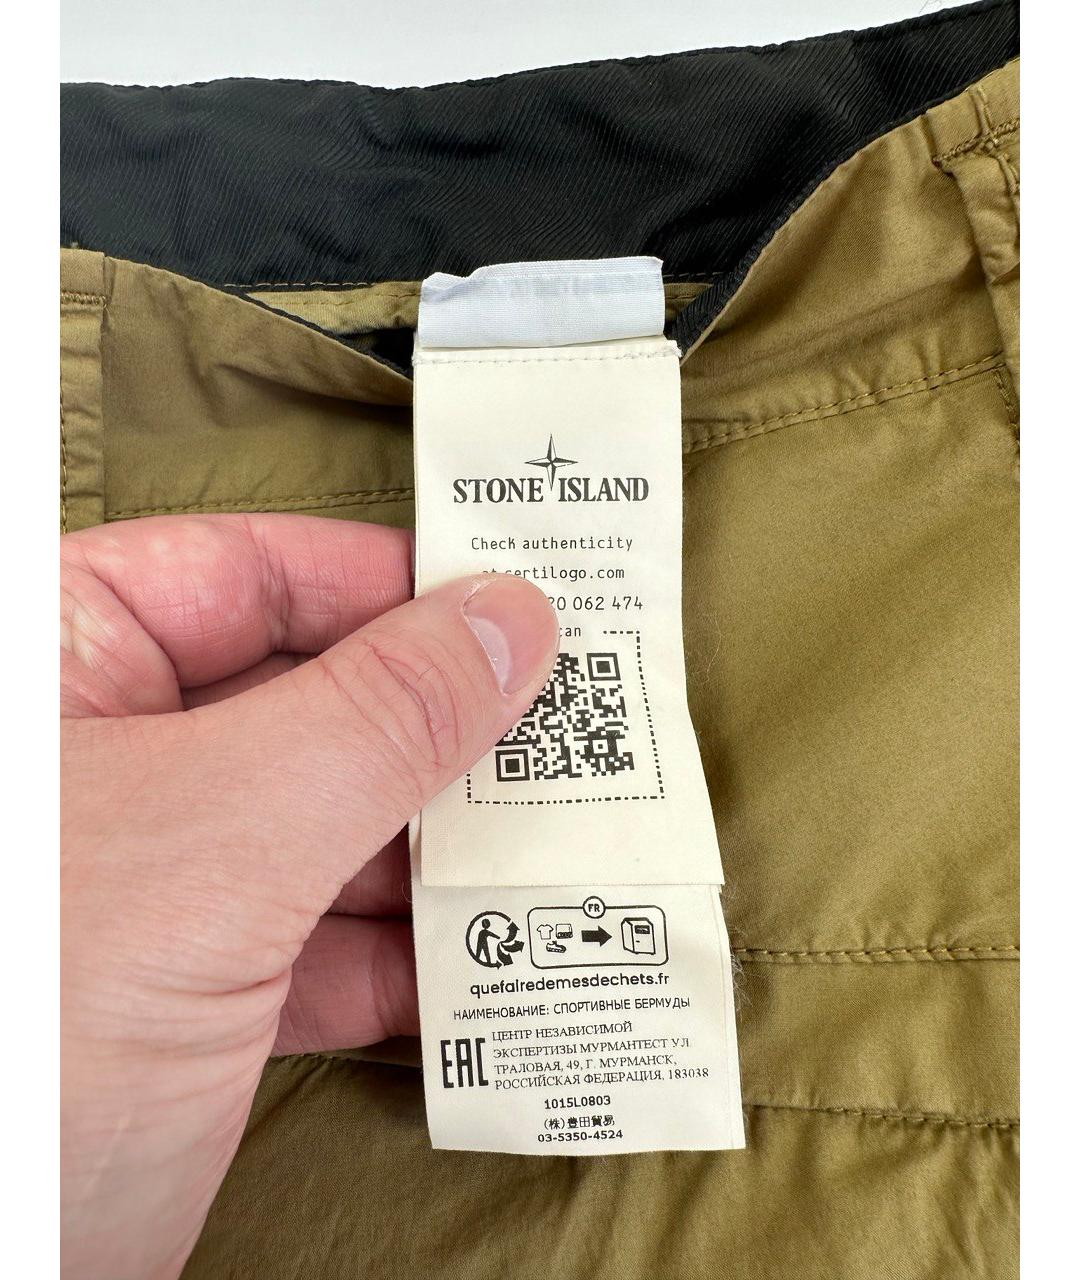 STONE ISLAND
Check authenticity
at certilogo.com
20 062 474
FR
quefairedemesdechets.fr
НАИМЕНОВАНИЕ: СПОРТИВНЫЕ БЕРМУДЫ
EAC
ЦЕНТР НЕЗАВИСИМОЙ
ЭКСПЕРТИЗЫ МУРМАНТЕСТ УЛ
ТРАЛОВАЯ, 49, Г. МУРМАНСК,
РОССИЙСКАЯ ФЕДЕРАЦИЯ, 183038
1015L0803
(株)豊田貿易
03-5350-4524